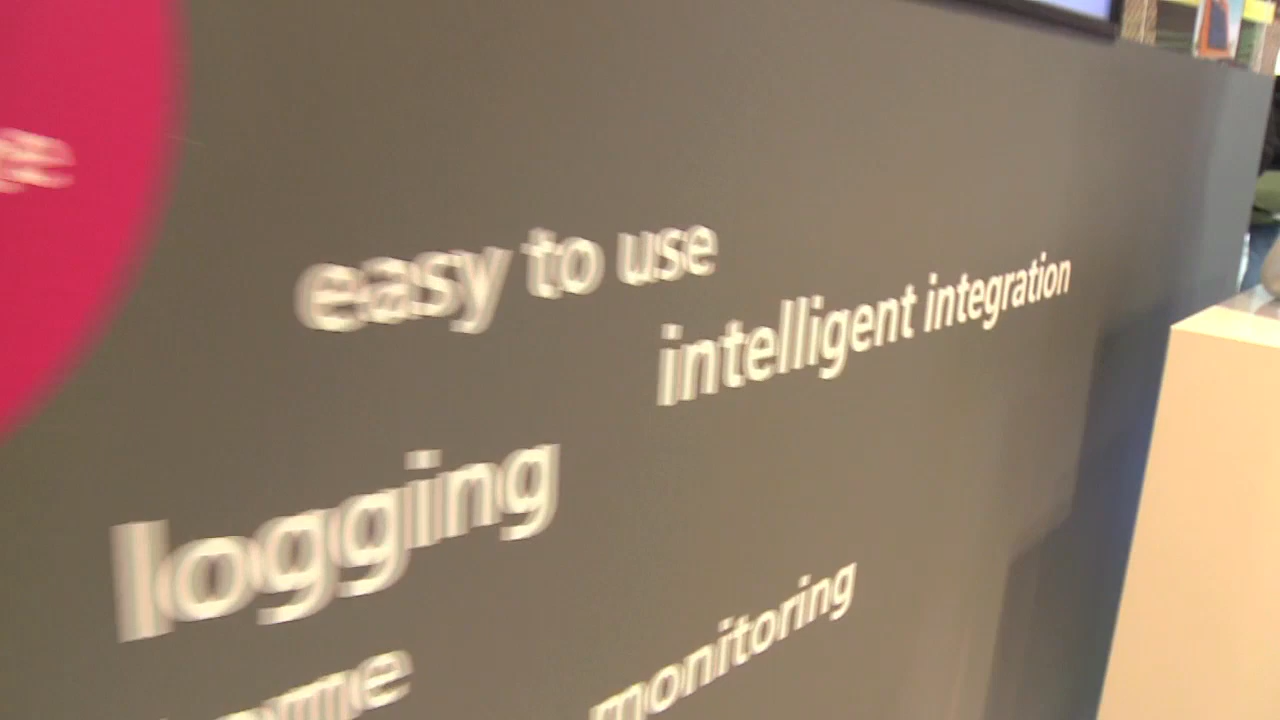 easy to use
intelligent integration
logging
monitoring